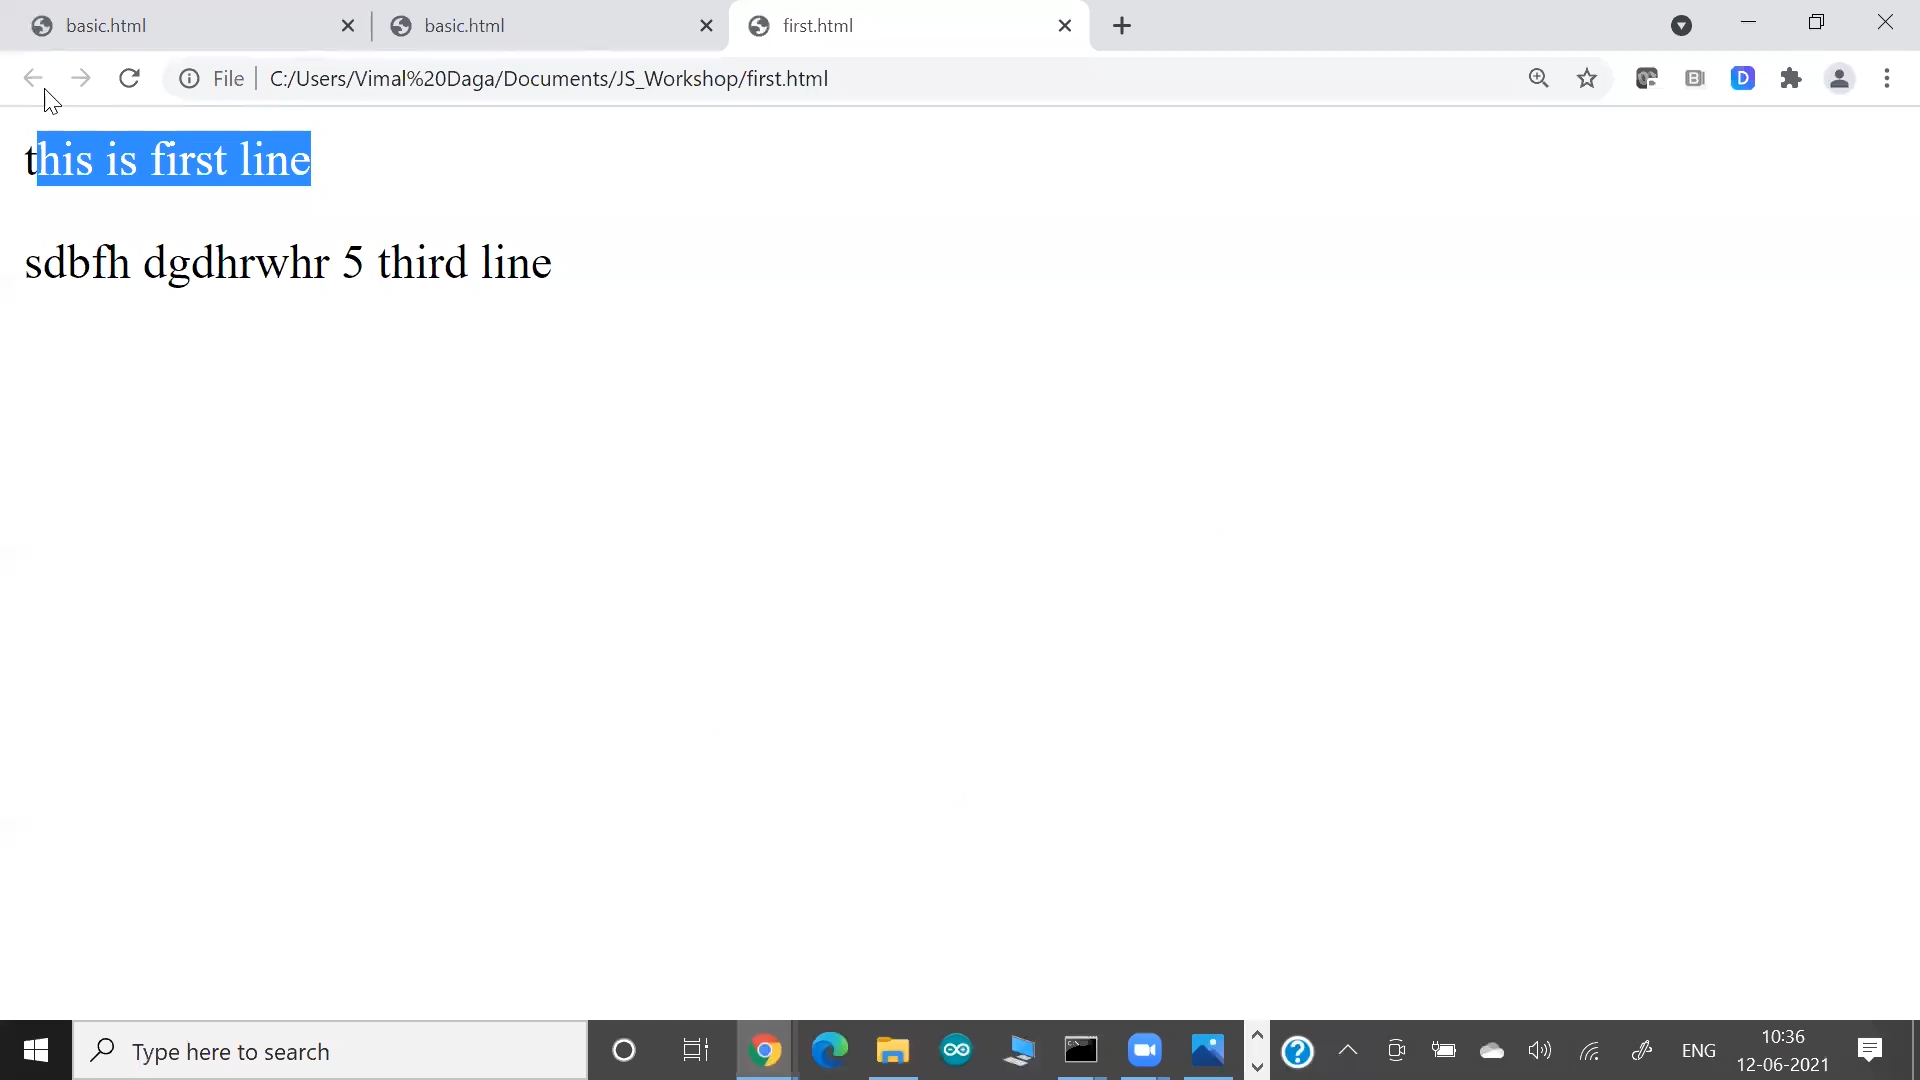 basic.html
basic.html
first.html
File
C:/Users/Vimal%20Daga/Documents/JS_Workshop/first.html
this is first line
sdbfh dgdhrwhr 5 third line
Type here to search
ENG
10:36
12-06-2021